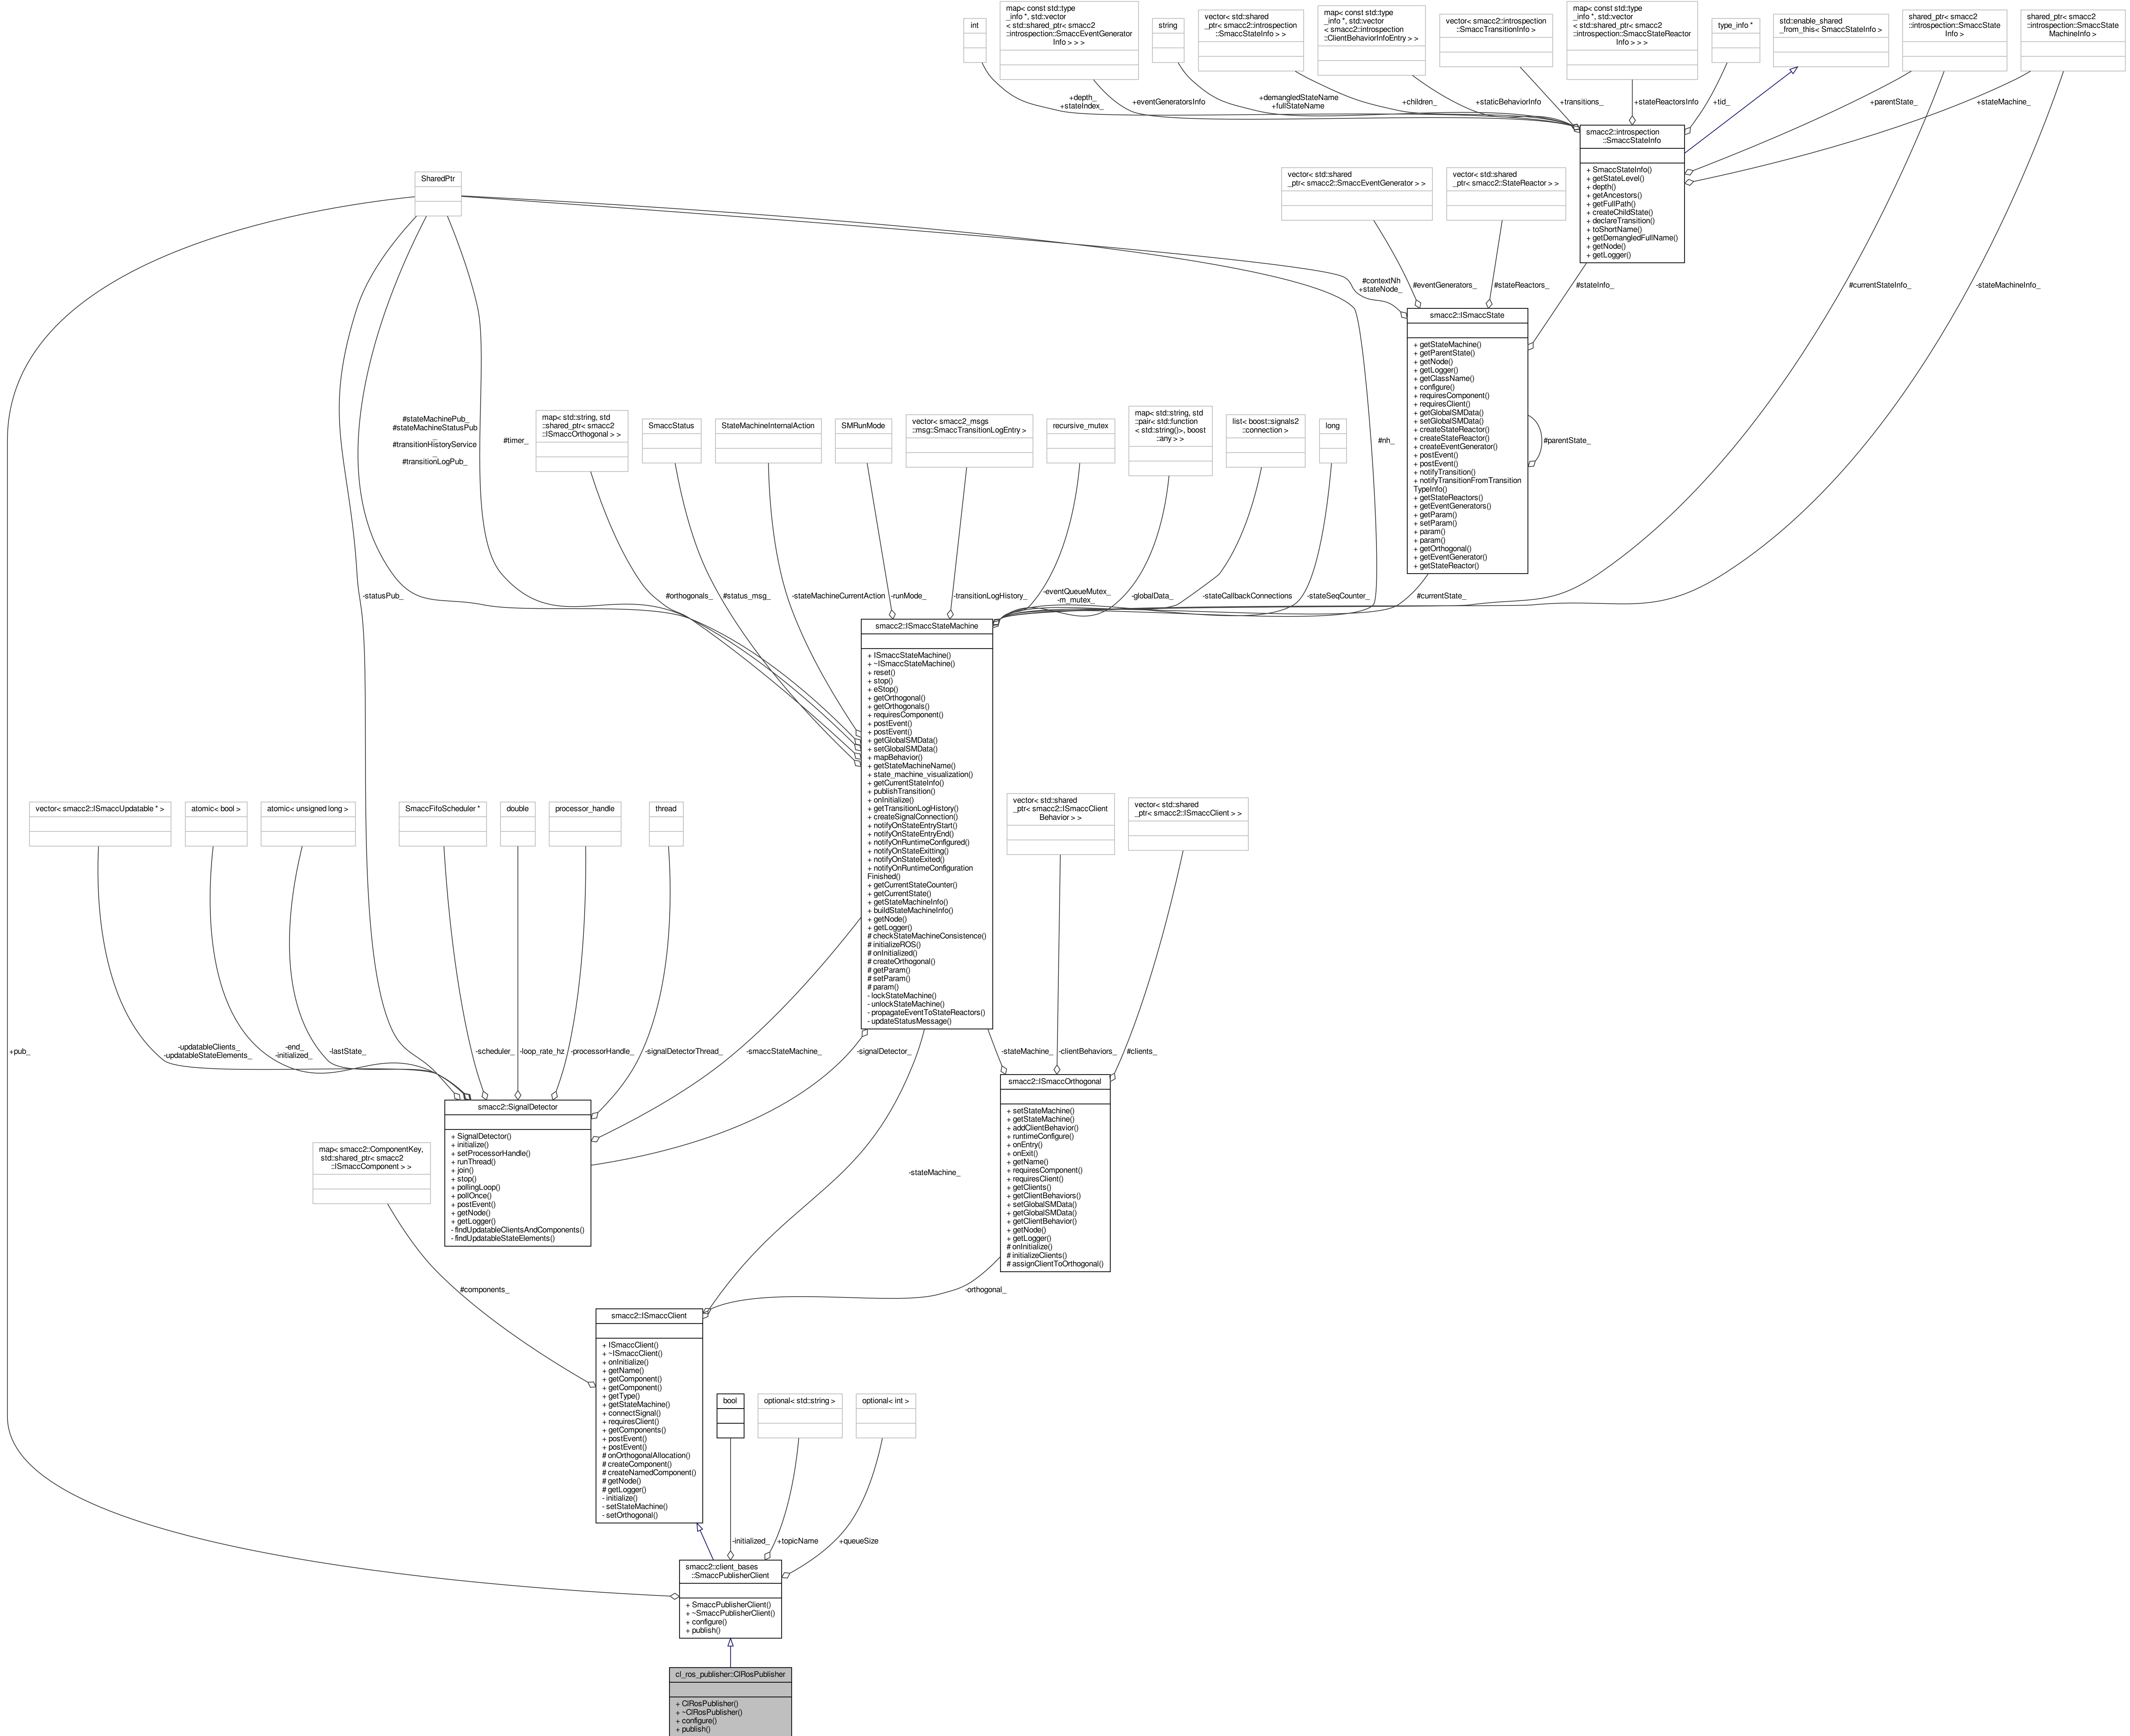 int
map< const std::type
_info *, std::vector
< std::shared_ptr< smacc2
::introspection::SmaccEventGenerator
Info > > >
string
vector< std::shared
_ptr< smacc2::introspection
::SmaccStateInfo > >
map< const std::type
_info *, std::vector
< smacc2::introspection
::ClientBehaviorInfoEntry > >
vector< smacc2::introspection
::SmaccTransitionInfo >
map< const std::type
_info *, std::vector
< std::shared_ptr< smacc2
::introspection::SmaccStateReactor
Info > > >
type_info *
std::enable_shared
_from_this< SmaccStateInfo >
shared_ptr< smacc2
::introspection::SmaccState
Info >
shared_ptr< smacc2
::introspection::SmaccState
MachineInfo >
+depth_
+stateIndex_
+eventGeneratorsInfo
+demangledStateName
+fullStateName
+children_
+staticBehaviorInfo
+transitions_
+stateReactorsInfo
+tid_
+parentState_
+stateMachine_
smacc2::introspection
::SmaccStateInfo
+ SmaccStateInfo()
+ getStateLevel()
+ depth()
+ getAncestors()
+ getFullPath()
+ createChildState()
+ declareTransition()
+ toShortName()
+ getDemangledFullName()
+ getNode()
+ getLogger()
SharedPtr
vector< std::shared
_ptr< smacc2::SmaccEventGenerator > >
vector< std::shared
_ptr< smacc2::StateReactor > >
#contextNh
+stateNode_
#eventGenerators_
#stateReactors_
#stateInfo_
#currentStateInfo_
-stateMachineInfo_
smacc2::ISmaccState
+ getStateMachine()
+ getParentState()
+ getNode()
+ getLogger()
+ getClassName()
+ configure()
+ requiresComponent()
+ requiresClient()
+ getGlobalSMData()
+ setGlobalSMData()
+ createStateReactor()
+ createStateReactor()
+ createEventGenerator()
+ postEvent()
+ postEvent()
+ notifyTransition()
+ notifyTransitionFromTransition
TypeInfo()
+ getStateReactors()
+ getEventGenerators()
+ getParam()
+ setParam()
+ param()
+ param()
+ getOrthogonal()
+ getEventGenerator()
+ getStateReactor()
#parentState_
#stateMachinePub_
#stateMachineStatusPub
_
#transitionHistoryService
_
#transitionLogPub_
#timer_
#nh_
map< std::string, std
::shared_ptr< smacc2
::ISmaccOrthogonal > >
SmaccStatus
StateMachineInternalAction
SMRunMode
vector< smacc2_msgs
::msg::SmaccTransitionLogEntry >
recursive_mutex
map< std::string, std
::pair< std::function
< std::string()>, boost
::any > >
list< boost::signals2
::connection >
long
-statusPub_
#orthogonals_
#status_msg_
-stateMachineCurrentAction
-runMode_
-transitionLogHistory_
-eventQueueMutex_
-m_mutex_
-globalData_
-stateCallbackConnections
-stateSeqCounter_
#currentState_
smacc2::ISmaccStateMachine
+ ISmaccStateMachine()
+ ~ISmaccStateMachine()
+ reset()
+ stop()
+ eStop()
+ getOrthogonal()
+ getOrthogonals()
+ requiresComponent()
+ postEvent()
+ postEvent()
+ getGlobalSMData()
+ setGlobalSMData()
+ mapBehavior()
+ getStateMachineName()
+ state_machine_visualization()
+ getCurrentStateInfo()
+ publishTransition()
+ onInitialize()
+ getTransitionLogHistory()
+ createSignalConnection()
+ notifyOnStateEntryStart()
+ notifyOnStateEntryEnd()
+ notifyOnRuntimeConfigured()
+ notifyOnStateExitting()
+ notifyOnStateExited()
+ notifyOnRuntimeConfiguration
Finished()
+ getCurrentStateCounter()
+ getCurrentState()
+ getStateMachineInfo()
+ buildStateMachineInfo()
+ getNode()
+ getLogger()
# checkStateMachineConsistence()
# initializeROS()
# onInitialized()
# createOrthogonal()
# getParam()
# setParam()
# param()
- lockStateMachine()
- unlockStateMachine()
- propagateEventToStateReactors()
- updateStatusMessage()
vector< smacc2::ISmaccUpdatable * >
atomic< bool >
atomic< unsigned long >
SmaccFifoScheduler *
double
processor_handle
thread
vector< std::shared
_ptr< smacc2::ISmaccClient
Behavior > >
vector< std::shared
_ptr< smacc2::ISmaccClient > >
+pub_
-updatableClients_
-updatableStateElements_
-end_
-initialized_
-lastState_
-scheduler_
-loop_rate_hz
-processorHandle_
-signalDetectorThread_
-smaccStateMachine_
-signalDetector_
-stateMachine_
-clientBehaviors_
#clients_
smacc2::SignalDetector
+ SignalDetector()
+ initialize()
+ setProcessorHandle()
+ runThread()
+ join()
+ stop()
+ pollingLoop()
+ pollOnce()
+ postEvent()
+ getNode()
+ getLogger()
- findUpdatableClientsAndComponents()
- findUpdatableStateElements()
smacc2::ISmaccOrthogonal
+ setStateMachine()
+ getStateMachine()
+ addClientBehavior()
+ runtimeConfigure()
+ onEntry()
+ onExit()
+ getName()
+ requiresComponent()
+ requiresClient()
+ getClients()
+ getClientBehaviors()
+ setGlobalSMData()
+ getGlobalSMData()
+ getClientBehavior()
+ getNode()
+ getLogger()
# onInitialize()
# initializeClients()
# assignClientToOrthogonal()
map< smacc2::ComponentKey,
std::shared_ptr< smacc2
::ISmaccComponent > >
-stateMachine_
#components_
-orthogonal_
smacc2::ISmaccClient
+ ISmaccClient()
+ ~ISmaccClient()
+ onInitialize()
+ getName()
+ getComponent()
+ getComponent()
+ getType()
+ getStateMachine()
+ connectSignal()
+ requiresClient()
+ getComponents()
+ postEvent()
+ postEvent()
# onOrthogonalAllocation()
# createComponent()
# createNamedComponent()
# getNode()
# getLogger()
- initialize()
- setStateMachine()
- setOrthogonal()
bool
optional< std::string >
optional< int >
-initialized_
+topicName
+queueSize
smacc2::client_bases
::SmaccPublisherClient
+ SmaccPublisherClient()
+ ~SmaccPublisherClient()
+ configure()
+ publish()
cl_ros_publisher::ClRosPublisher
+ ClRosPublisher()
+ ~ClRosPublisher()
+ configure()
+ publish()